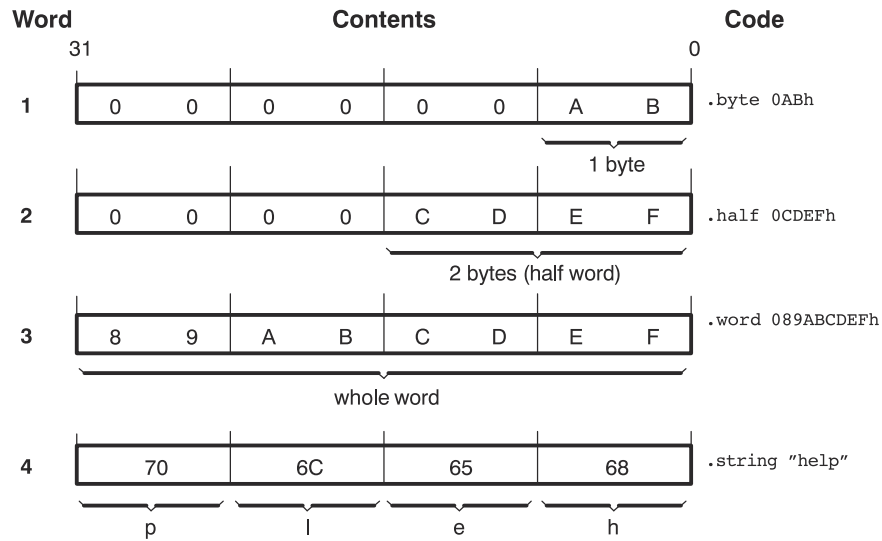 Word Contents Code
31 0
1 0 0 0 0 0 0 A B .byte 0ABh
1 byte
2 0 0 0 0 C D E F .half 0CDEFh
2 bytes (half word)
3 8 9 A B C D E F .word 089ABCDEFh
whole word
4 70 6C 65 68 .string ”help”
p l e h